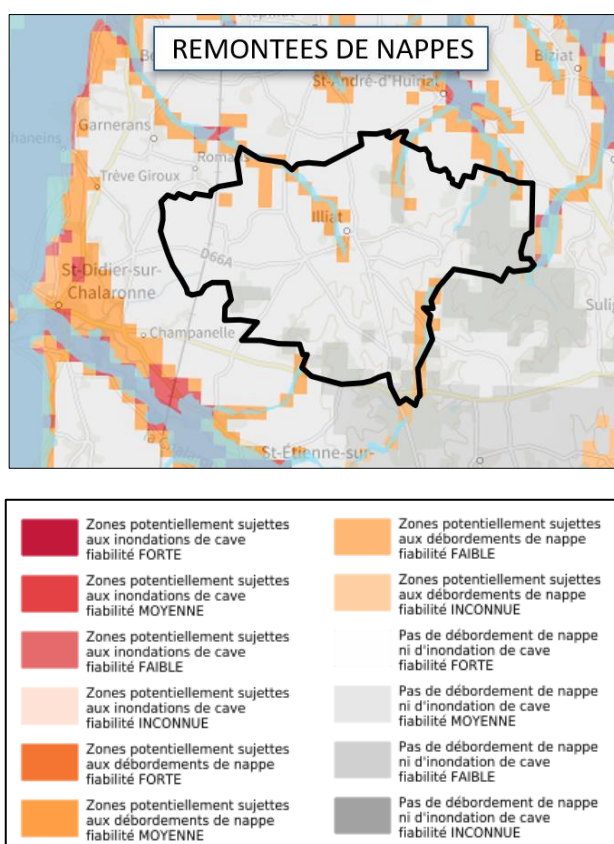 REMONTEES DE NAPPES
St-André-d'Huiriat
Biziat
haneins
Garnerans
Romans
Trève Giroux
Illiat
D66A
St-Didier-sur-
Chalaronne
Champanelle
Sulig
St-Étienne-sur-
Zones potentiellement sujettes
aux inondations de cave
fiabilité FORTE
Zones potentiellement sujettes
aux inondations de cave
fiabilité MOYENNE
Zones potentiellement sujettes
aux inondations de cave
fiabilité FAIBLE
Zones potentiellement sujettes
aux inondations de cave
fiabilité INCONNUE
Zones potentiellement sujettes
aux débordements de nappe
fiabilité FORTE
Zones potentiellement sujettes
aux débordements de nappe
fiabilité MOYENNE
Zones potentiellement sujettes
aux débordements de nappe
fiabilité FAIBLE
Zones potentiellement sujettes
aux débordements de nappe
fiabilité INCONNUE
Pas de débordement de nappe
ni d'inondation de cave
fiabilité FORTE
Pas de débordement de nappe
ni d'inondation de cave
fiabilité MOYENNE
Pas de débordement de nappe
ni d'inondation de cave
fiabilité FAIBLE
Pas de débordement de nappe
ni d'inondation de cave
fiabilité INCONNUE